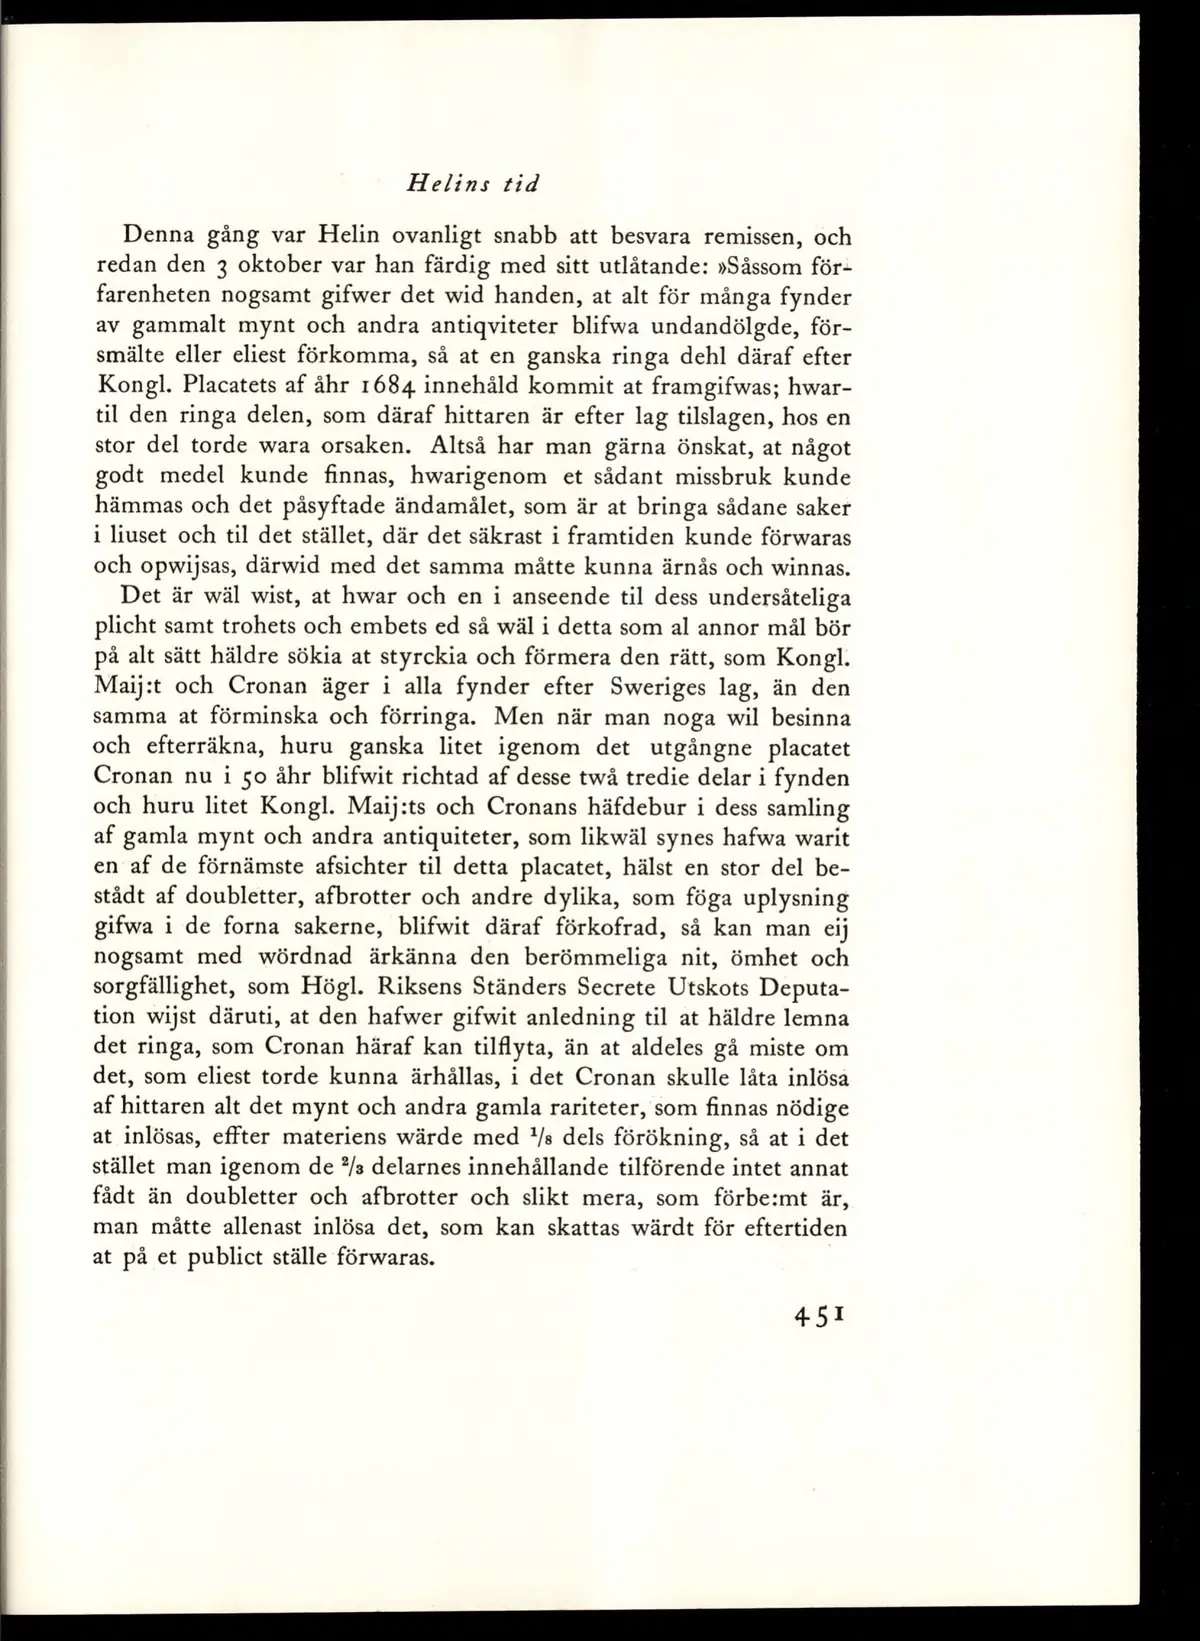 Helins tid
Denna gång var Helin ovanligt snabb att besvara remissen, och
redan den 3 oktober var han färdig med sitt utlåtande: »Såssom för-
farenheten nogsamt gifwer det wid handen, at alt för många fynder
av gammalt mynt och andra antiqviteter blifwa undandölgde, för-
smälte eller eliest förkomma, så at en ganska ringa dehl däraf efter
Kongl. Placatets af åhr 1684 innehåld kommit at framgifwas; hwar-
til den ringa delen, som däraf hittaren är efter lag tilslagen, hos en
stor del torde wara orsaken. Altså har man gärna önskat, at något
godt medel kunde finnas, hwarigenom et sådant missbruk kunde
hämmas och det påsyftade ändamålet, som är at bringa sådane saker
i liuset och til det stället, där det säkrast i framtiden kunde förwaras
och opwijsas, därwid med det samma måtte kunna ärnås och winnas.
Det är wäl wist, at hwar och en i anseende til dess undersåteliga
plicht samt trohets och embets ed så wäl i detta som al annor mål bör
på alt sätt häldre sökia at styrckia och förmera den rätt, som Kongl.
Maij:t och Cronan äger i alla fynder efter Sweriges lag, än den
samma at förminska och förringa. Men när man noga wil besinna
och efterräkna, huru ganska litet igenom det utgångne placatet
Cronan nu i 50 åhr blifwit richtad af desse twå tredie delar i fynden
och huru litet Kongl. Maij:ts och Cronans häfdebur i dess samling
af gamla mynt och andra antiquiteter, som likwäl synes hafwa warit
en af de förnämste afsichter til detta placatet, hälst en stor del be-
stådt af doubletter, afbrotter och andre dylika, som föga uplysning
gifwa i de forna sakerne, blifwit däraf förkofrad, så kan man eij
nogsamt med wördnad ärkänna den berömmeliga nit, ömhet och
sorgfällighet, som Högl. Riksens Ständers Secrete Utskots Deputa-
tion wijst däruti, at den hafwer gifwit anledning til at häldre lemna
det ringa, som Cronan häraf kan tilflyta, än at aldeles gå miste om
det, som eliest torde kunna ärhållas, i det Cronan skulle låta inlösa
af hittaren alt det mynt och andra gamla rariteter, som finnas nödige
at inlösas, effter materiens wärde med 1/8 dels förökning, så at i det
stället man igenom de 2/3 delarnes innehållande tilförende intet annat
fådt än doubletter och afbrotter och slikt mera, som förbe:mt är,
man måtte allenast inlösa det, som kan skattas wärdt för eftertiden
at på et publict ställe förwaras.
451